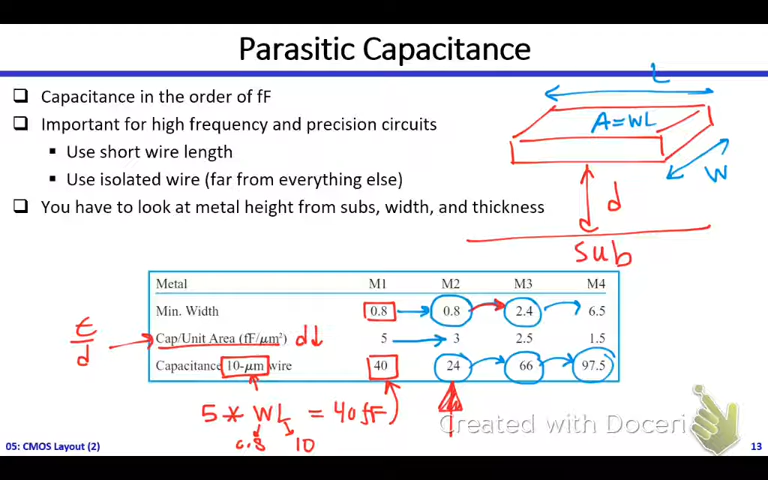 Parasitic Capacitance
Capacitance in the order of fF
Important for high frequency and precision circuits
Use short wire length
Use isolated wire (far from everything else)
You have to look at metal height from subs, width, and thickness
L
A=WL
W
d
sub
Metal M1 M2 M3 M4
Min. Width 0.8 0.8 2.4 6.5
Cap/Unit Area (fF/μm²) 5 3 2.5 1.5
Capacitance 10-μm wire 40 24 66 97.5
ε/d
d↓
5 * WL = 40fF
0.8 10
Created with Doceri
05: CMOS Layout (2)
13